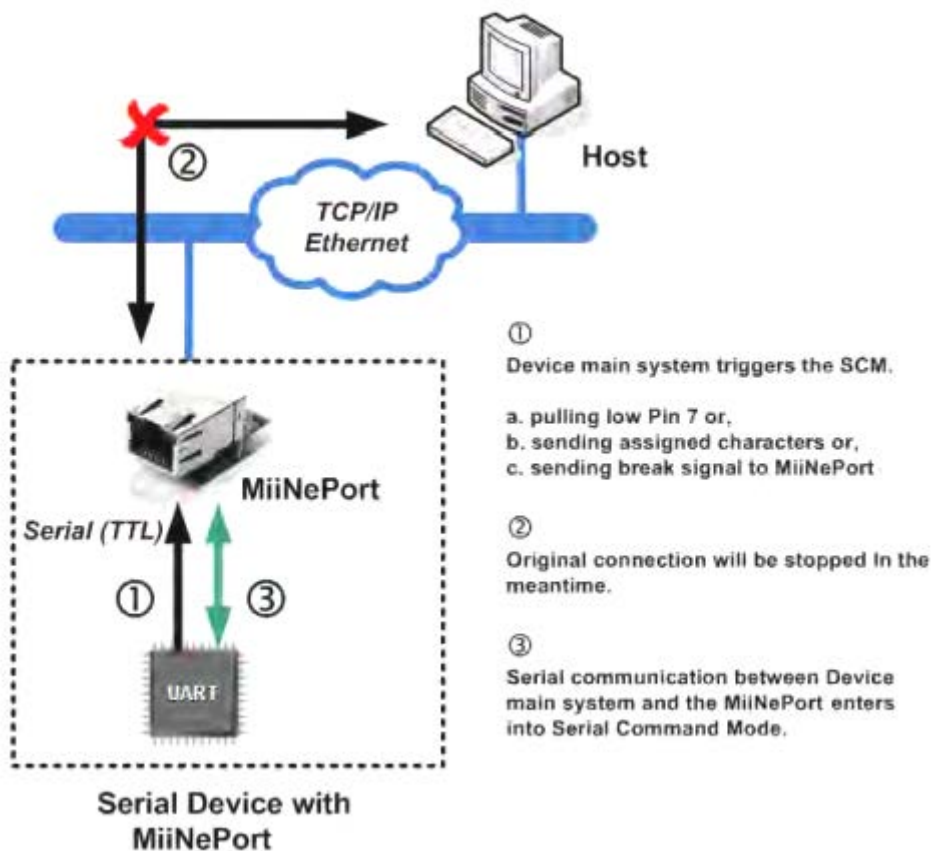 ②
Host
TCP/IP
Ethernet
①
Device main system triggers the SCM.
a. pulling low Pin 7 or,
b. sending assigned characters or,
c. sending break signal to MiiNePort
②
Original connection will be stopped In the
meantime.
③
Serial communication between Device
main system and the MiiNePort enters
into Serial Command Mode.
MiiNePort
Serial (TTL)
①
③
UART
Serial Device with
MiiNePort